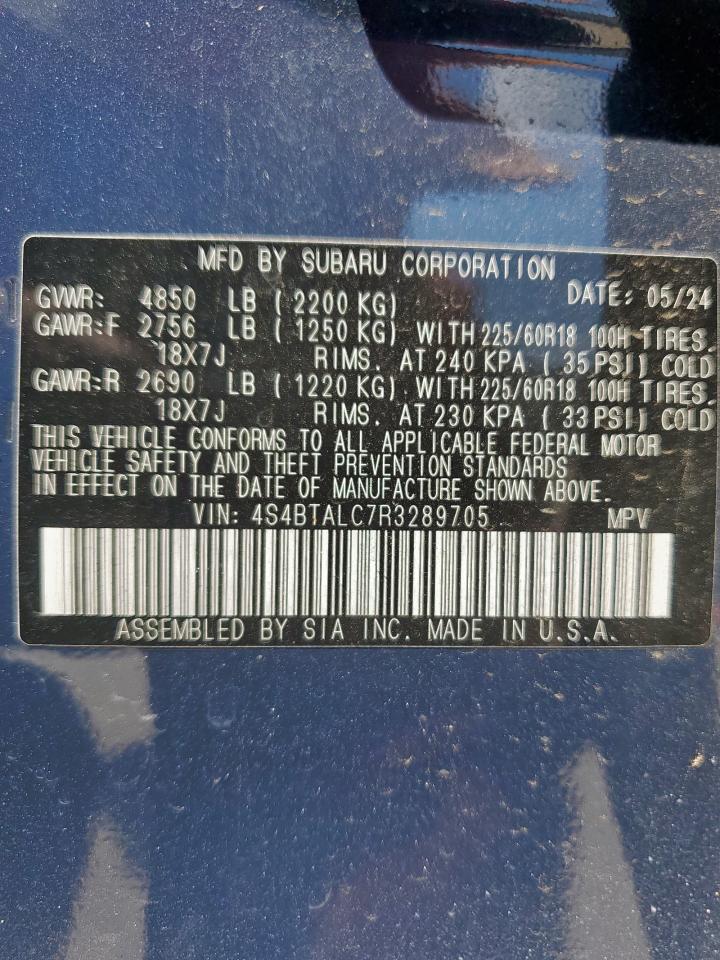 MFD BY SUBARU CORPORATION
GVWR: 4850 LB ( 2200 KG) DATE: 05/24
GAWR:F 2756 LB ( 1250 KG) WITH 225/60R18 100H TIRES.
18X7J RIMS. AT 240 KPA ( 35 PSI) COLD
GAWR:R 2690 LB ( 1220 KG) WITH 225/60R18 100H TIRES.
18X7J RIMS. AT 230 KPA ( 33 PSI) COLD
THIS VEHICLE CONFORMS TO ALL APPLICABLE FEDERAL MOTOR
VEHICLE SAFETY AND THEFT PREVENTION STANDARDS
IN EFFECT ON THE DATE OF MANUFACTURE SHOWN ABOVE.
VIN: 4S4BTALC7R3289705 MPV
ASSEMBLED BY SIA INC. MADE IN U.S.A.